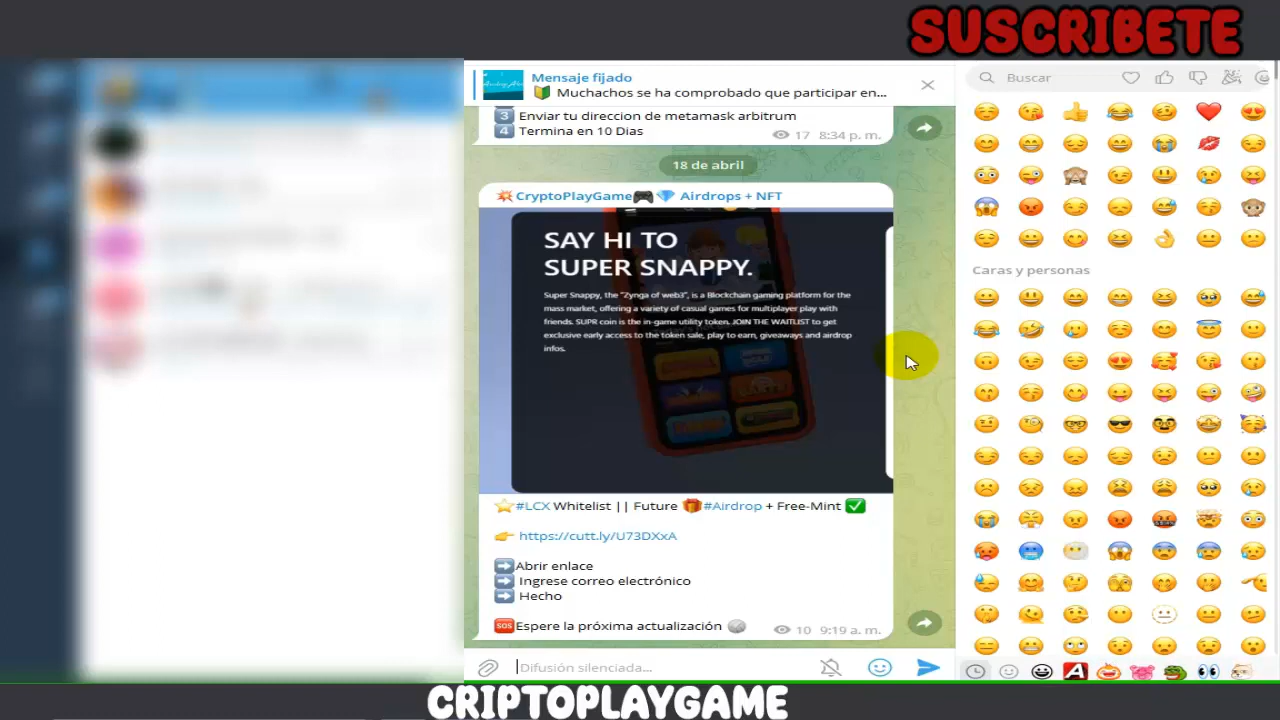 SUSCRIBETE
Mensaje fijado
🔰 Muchachos se ha comprobado que participar en...
Buscar
3 Enviar tu direccion de metamask arbitrum
4 Termina en 10 Dias
17 8:34 p. m.
18 de abril
💥CryptoPlayGame🎮💎 Airdrops + NFT
SAY HI TO
SUPER SNAPPY.
Super Snappy, the "Zynga of web3", is a Blockchain gaming platform for the
mass market, offering a variety of casual games for multiplayer play with
friends. SUPR coin is the in-game utility token. JOIN THE WAITLIST to get
exclusive early access to the token sale, play to earn, giveaways and airdrop
infos.
⭐#LCX Whitelist || Future 🎁#Airdrop + Free-Mint ✅
👉 https://cutt.ly/U73DXxA
➡Abrir enlace
➡ Ingrese correo electrónico
➡ Hecho
🆘Espere la próxima actualización
10 9:19 a. m.
Caras y personas
Difusión silenciada...
CRIPTOPLAYGAME